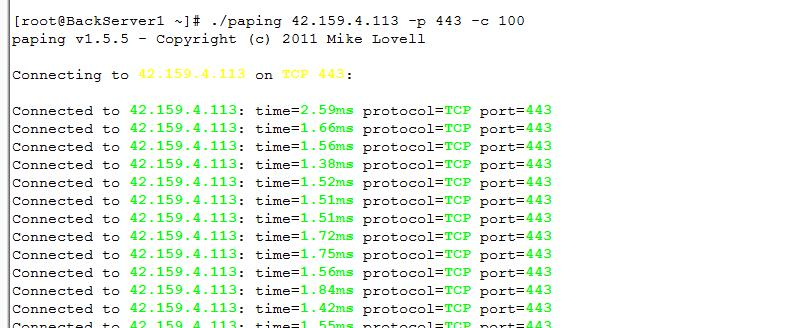 [root@BackServer1 ~]# ./paping 42.159.4.113 -p 443 -c 100
paping v1.5.5 - Copyright (c) 2011 Mike Lovell
Connecting to 42.159.4.113 on TCP 443:
Connected to 42.159.4.113: time=2.59ms protocol=TCP port=443
Connected to 42.159.4.113: time=1.66ms protocol=TCP port=443
Connected to 42.159.4.113: time=1.56ms protocol=TCP port=443
Connected to 42.159.4.113: time=1.38ms protocol=TCP port=443
Connected to 42.159.4.113: time=1.52ms protocol=TCP port=443
Connected to 42.159.4.113: time=1.51ms protocol=TCP port=443
Connected to 42.159.4.113: time=1.51ms protocol=TCP port=443
Connected to 42.159.4.113: time=1.72ms protocol=TCP port=443
Connected to 42.159.4.113: time=1.75ms protocol=TCP port=443
Connected to 42.159.4.113: time=1.56ms protocol=TCP port=443
Connected to 42.159.4.113: time=1.84ms protocol=TCP port=443
Connected to 42.159.4.113: time=1.42ms protocol=TCP port=443
Connected to 42.159.4.113: time=1.55ms protocol=TCP port=443